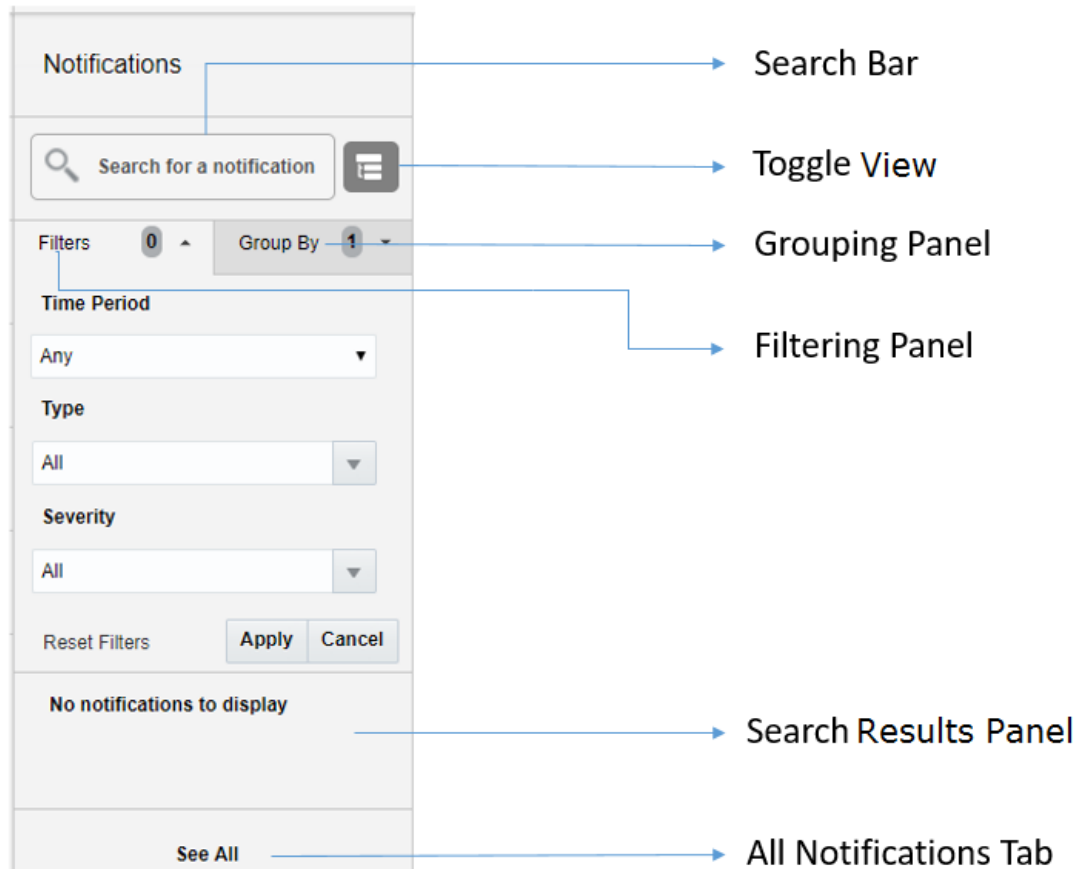 Notifications
Search Bar
Search for a notification
Toggle View
Filters 0 Group By 1
Grouping Panel
Time Period
Filtering Panel
Any
Type
All
Severity
All
Reset Filters Apply Cancel
No notifications to display
Search Results Panel
See All
All Notifications Tab